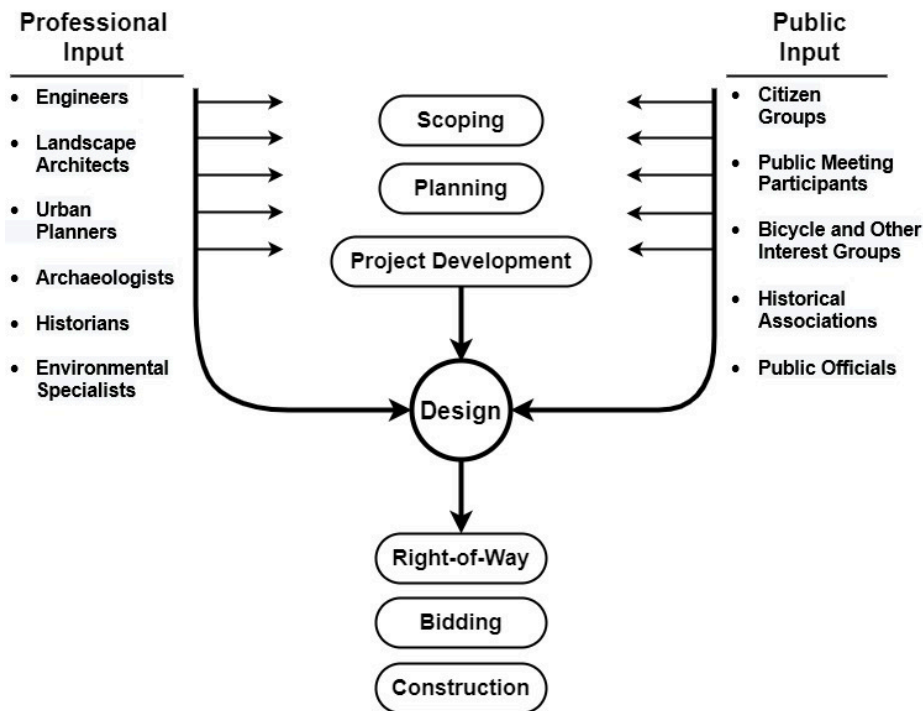 Professional
Input
• Engineers
• Landscape
Architects
• Urban
Planners
• Archaeologists
• Historians
• Environmental
Specialists
Scoping
Planning
Project Development
Design
Right-of-Way
Bidding
Construction
Public
Input
• Citizen
Groups
• Public Meeting
Participants
• Bicycle and Other
Interest Groups
• Historical
Associations
• Public Officials